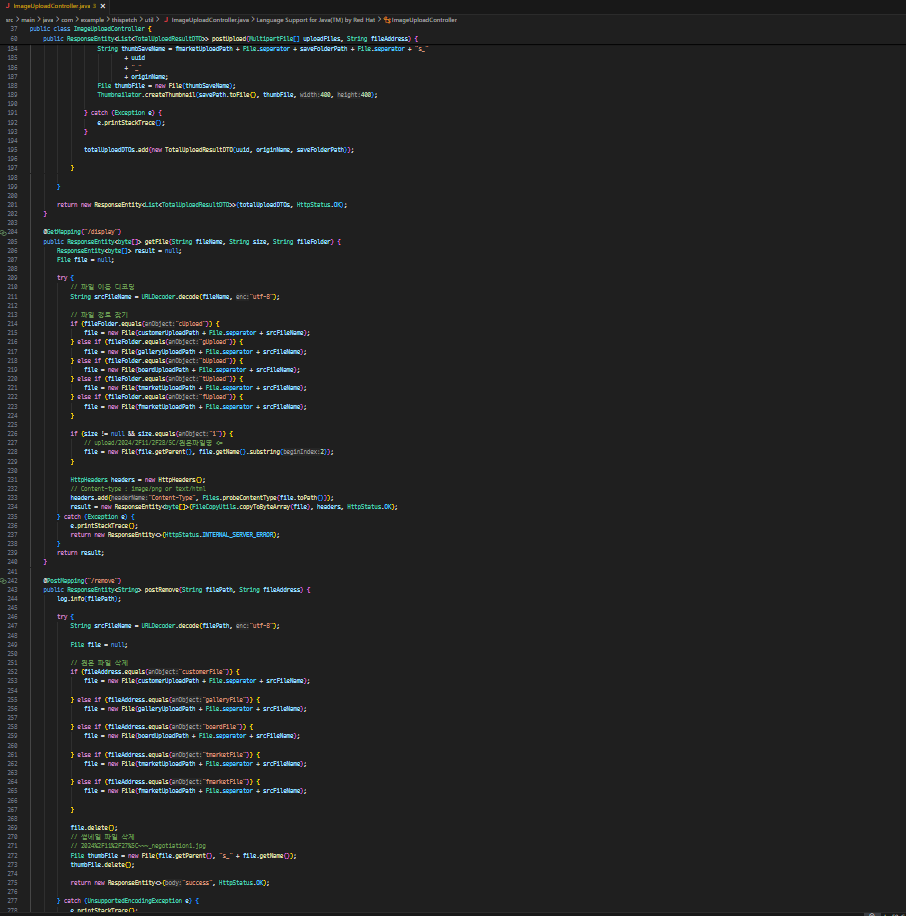 ImageUploadController.java 3
src > main > java > com > example > thispetch > util > ImageUploadController.java > Language Support for Java(TM) by Red Hat > ImageUploadController
37 public class ImageUploadController {
60 public ResponseEntity<List<TotalUploadResultDTO>> postUpload(MultipartFile[] uploadFiles, String fileAddress) {
184 String thumbSaveName = fmarketUploadPath + File.separator + saveFolderPath + File.separator + "s_"
185 + uuid
186 + "_"
187 + originName;
188 File thumbFile = new File(thumbSaveName);
189 Thumbnailator.createThumbnail(savePath.toFile(), thumbFile, width:400, height:400);
190
191 } catch (Exception e) {
192 e.printStackTrace();
193 }
194
195 totalUploadDTOs.add(new TotalUploadResultDTO(uuid, originName, saveFolderPath));
196
197 }
198
199 }
200
201 return new ResponseEntity<List<TotalUploadResultDTO>>(totalUploadDTOs, HttpStatus.OK);
202 }
203
204 @GetMapping("/display")
205 public ResponseEntity<byte[]> getFile(String fileName, String size, String fileFolder) {
206 ResponseEntity<byte[]> result = null;
207 File file = null;
208
209 try {
210 // 파일 이름 디코딩
211 String srcFileName = URLDecoder.decode(fileName, enc:"utf-8");
212
213 // 파일 정보 찾기
214 if (fileFolder.equals(anObject:"cUpload")) {
215 file = new File(customerUploadPath + File.separator + srcFileName);
216 } else if (fileFolder.equals(anObject:"gUpload")) {
217 file = new File(galleryUploadPath + File.separator + srcFileName);
218 } else if (fileFolder.equals(anObject:"bUpload")) {
219 file = new File(boardUploadPath + File.separator + srcFileName);
220 } else if (fileFolder.equals(anObject:"tUpload")) {
221 file = new File(tmarketUploadPath + File.separator + srcFileName);
222 } else if (fileFolder.equals(anObject:"fUpload")) {
223 file = new File(fmarketUploadPath + File.separator + srcFileName);
224 }
225
226 if (size != null && size.equals(anObject:"1")) {
227 // upload/2024/2F11/2F28/5C/원본파일명 <=
228 file = new File(file.getParent(), file.getName().substring(beginIndex:2));
229 }
230
231 HttpHeaders headers = new HttpHeaders();
232 // Content-type : image/png or text/html
233 headers.add(headerName:"Content-Type", Files.probeContentType(file.toPath()));
234 result = new ResponseEntity<byte[]>(FileCopyUtils.copyToByteArray(file), headers, HttpStatus.OK);
235 } catch (Exception e) {
236 e.printStackTrace();
237 return new ResponseEntity<>(HttpStatus.INTERNAL_SERVER_ERROR);
238 }
239 return result;
240 }
241
242 @PostMapping("/remove")
243 public ResponseEntity<String> postRemove(String filePath, String fileAddress) {
244 log.info(filePath);
245
246 try {
247 String srcFileName = URLDecoder.decode(filePath, enc:"utf-8");
248
249 File file = null;
250
251 // 원본 파일 삭제
252 if (fileAddress.equals(anObject:"customerFile")) {
253 file = new File(customerUploadPath + File.separator + srcFileName);
254
255 } else if (fileAddress.equals(anObject:"galleryFile")) {
256 file = new File(galleryUploadPath + File.separator + srcFileName);
257
258 } else if (fileAddress.equals(anObject:"boardFile")) {
259 file = new File(boardUploadPath + File.separator + srcFileName);
260
261 } else if (fileAddress.equals(anObject:"tmarketFile")) {
262 file = new File(tmarketUploadPath + File.separator + srcFileName);
263
264 } else if (fileAddress.equals(anObject:"fmarketFile")) {
265 file = new File(fmarketUploadPath + File.separator + srcFileName);
266
267 }
268
269 file.delete();
270 // 썸네일 파일 삭제
271 // 2024%2F11%2F27%5C~~~_negotiation1.jpg
272 File thumbFile = new File(file.getParent(), "s_" + file.getName());
273 thumbFile.delete();
274
275 return new ResponseEntity<>(body:"success", HttpStatus.OK);
276
277 } catch (UnsupportedEncodingException e) {
278 e.printStackTrace();